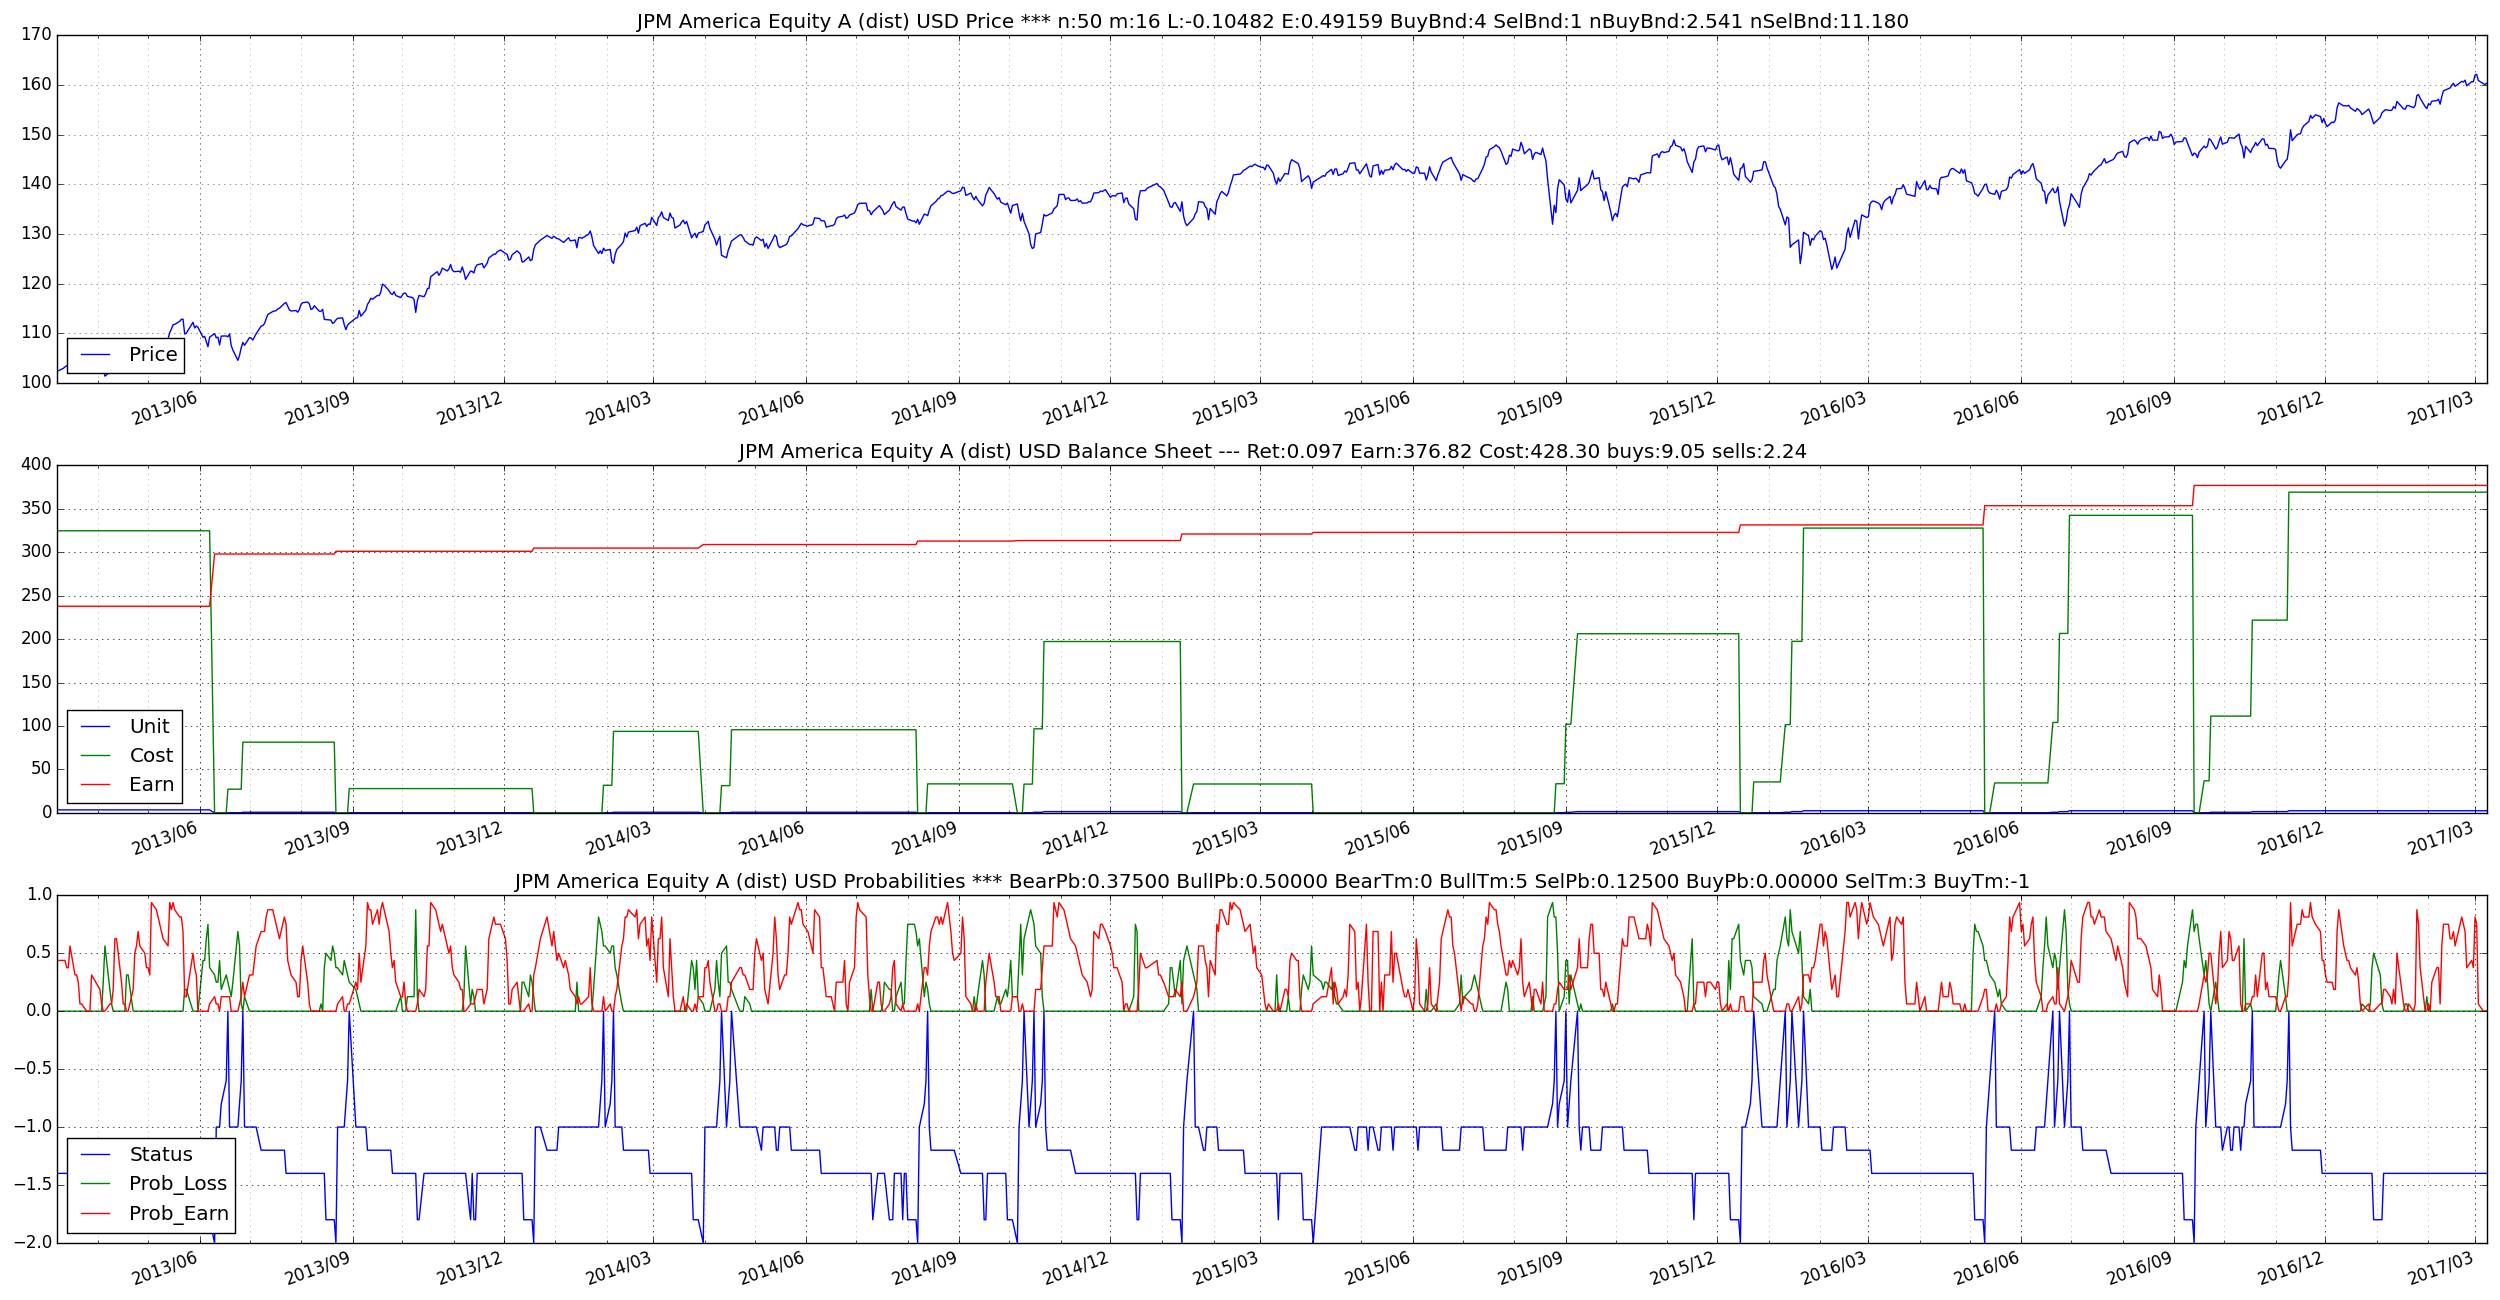 JPM America Equity A (dist) USD Price *** n:50 m:16 L:-0.10482 E:0.49159 BuyBnd:4 SelBnd:1 nBuyBnd:2.541 nSelBnd:11.180
170
160
150
140
130
120
110
100
Price
2013/06 2013/09 2013/12 2014/03 2014/06 2014/09 2014/12 2015/03 2015/06 2015/09 2015/12 2016/03 2016/06 2016/09 2016/12 2017/03
JPM America Equity A (dist) USD Balance Sheet --- Ret:0.097 Earn:376.82 Cost:428.30 buys:9.05 sells:2.24
400
350
300
250
200
150
100
50
0
Unit
Cost
Earn
2013/06 2013/09 2013/12 2014/03 2014/06 2014/09 2014/12 2015/03 2015/06 2015/09 2015/12 2016/03 2016/06 2016/09 2016/12 2017/03
JPM America Equity A (dist) USD Probabilities *** BearPb:0.37500 BullPb:0.50000 BearTm:0 BullTm:5 SelPb:0.12500 BuyPb:0.00000 SelTm:3 BuyTm:-1
1.0
0.5
0.0
−0.5
−1.0
−1.5
−2.0
Status
Prob_Loss
Prob_Earn
2013/06 2013/09 2013/12 2014/03 2014/06 2014/09 2014/12 2015/03 2015/06 2015/09 2015/12 2016/03 2016/06 2016/09 2016/12 2017/03